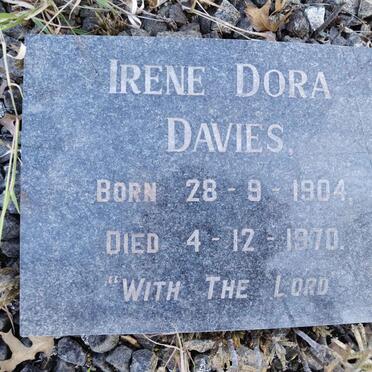 IRENE DORA
DAVIES,
BORN 28-9-1904,
DIED 4-12-1970.
"WITH THE LORD